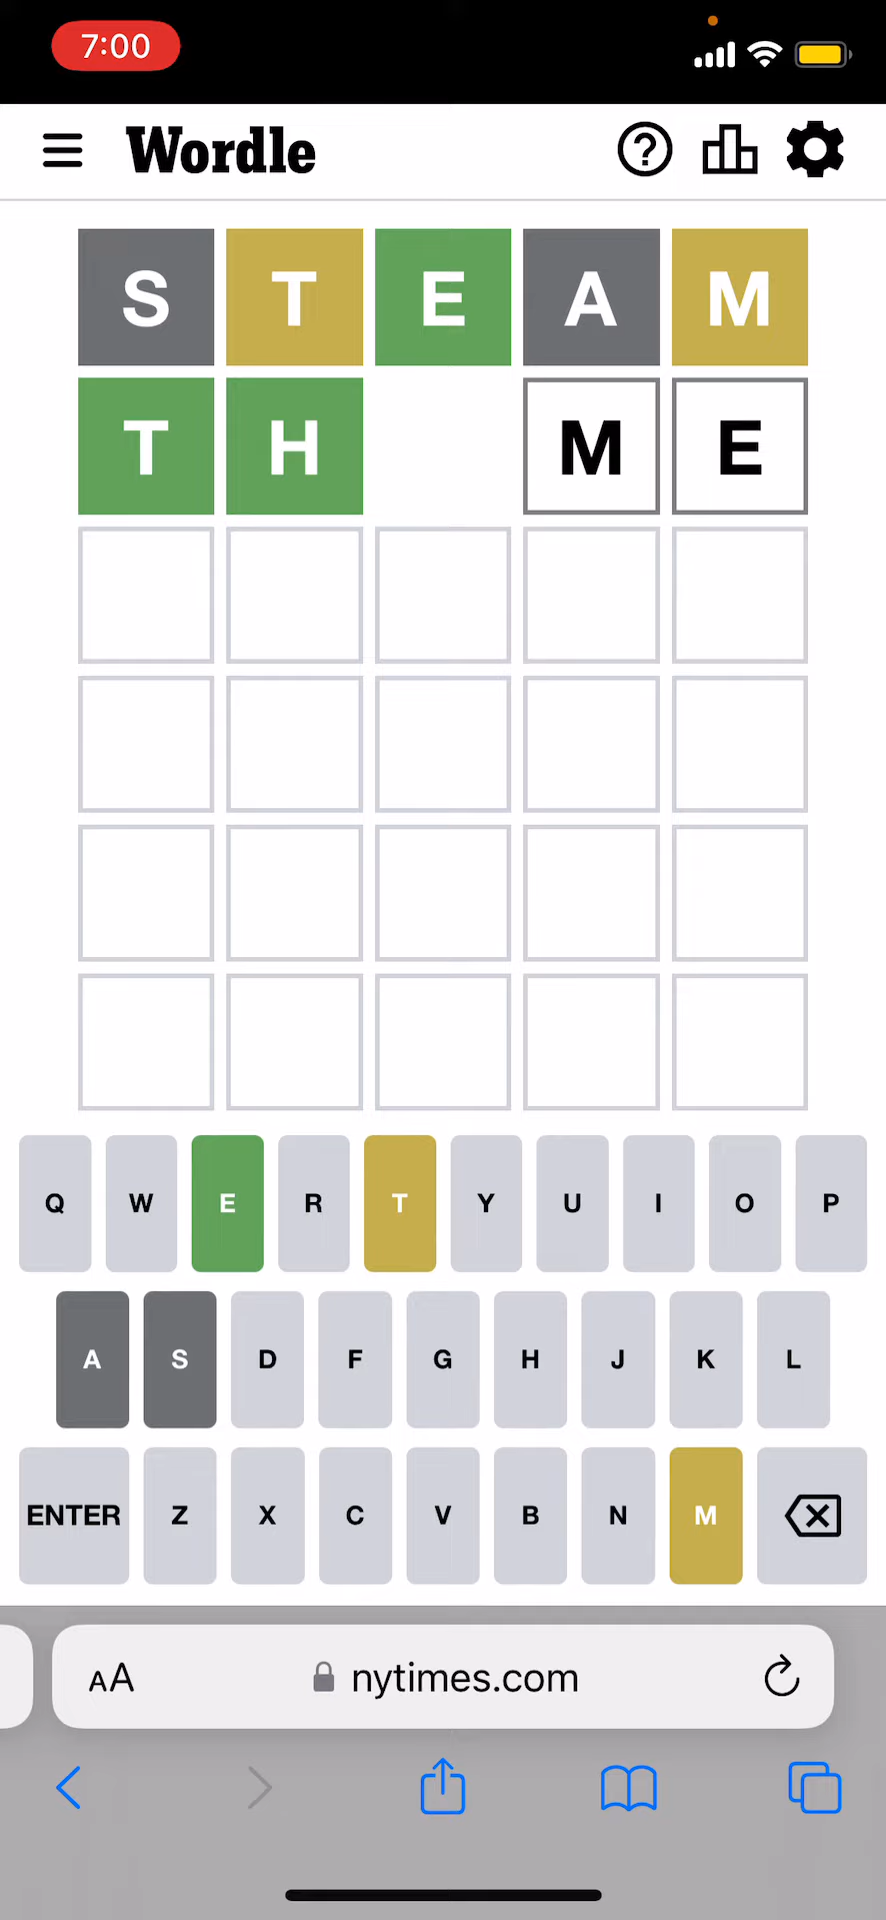 7:00
Wordle
S T E A M
T H M E
Q W E R T Y U I O P
A S D F G H J K L
ENTER Z X C V B N M
AA nytimes.com